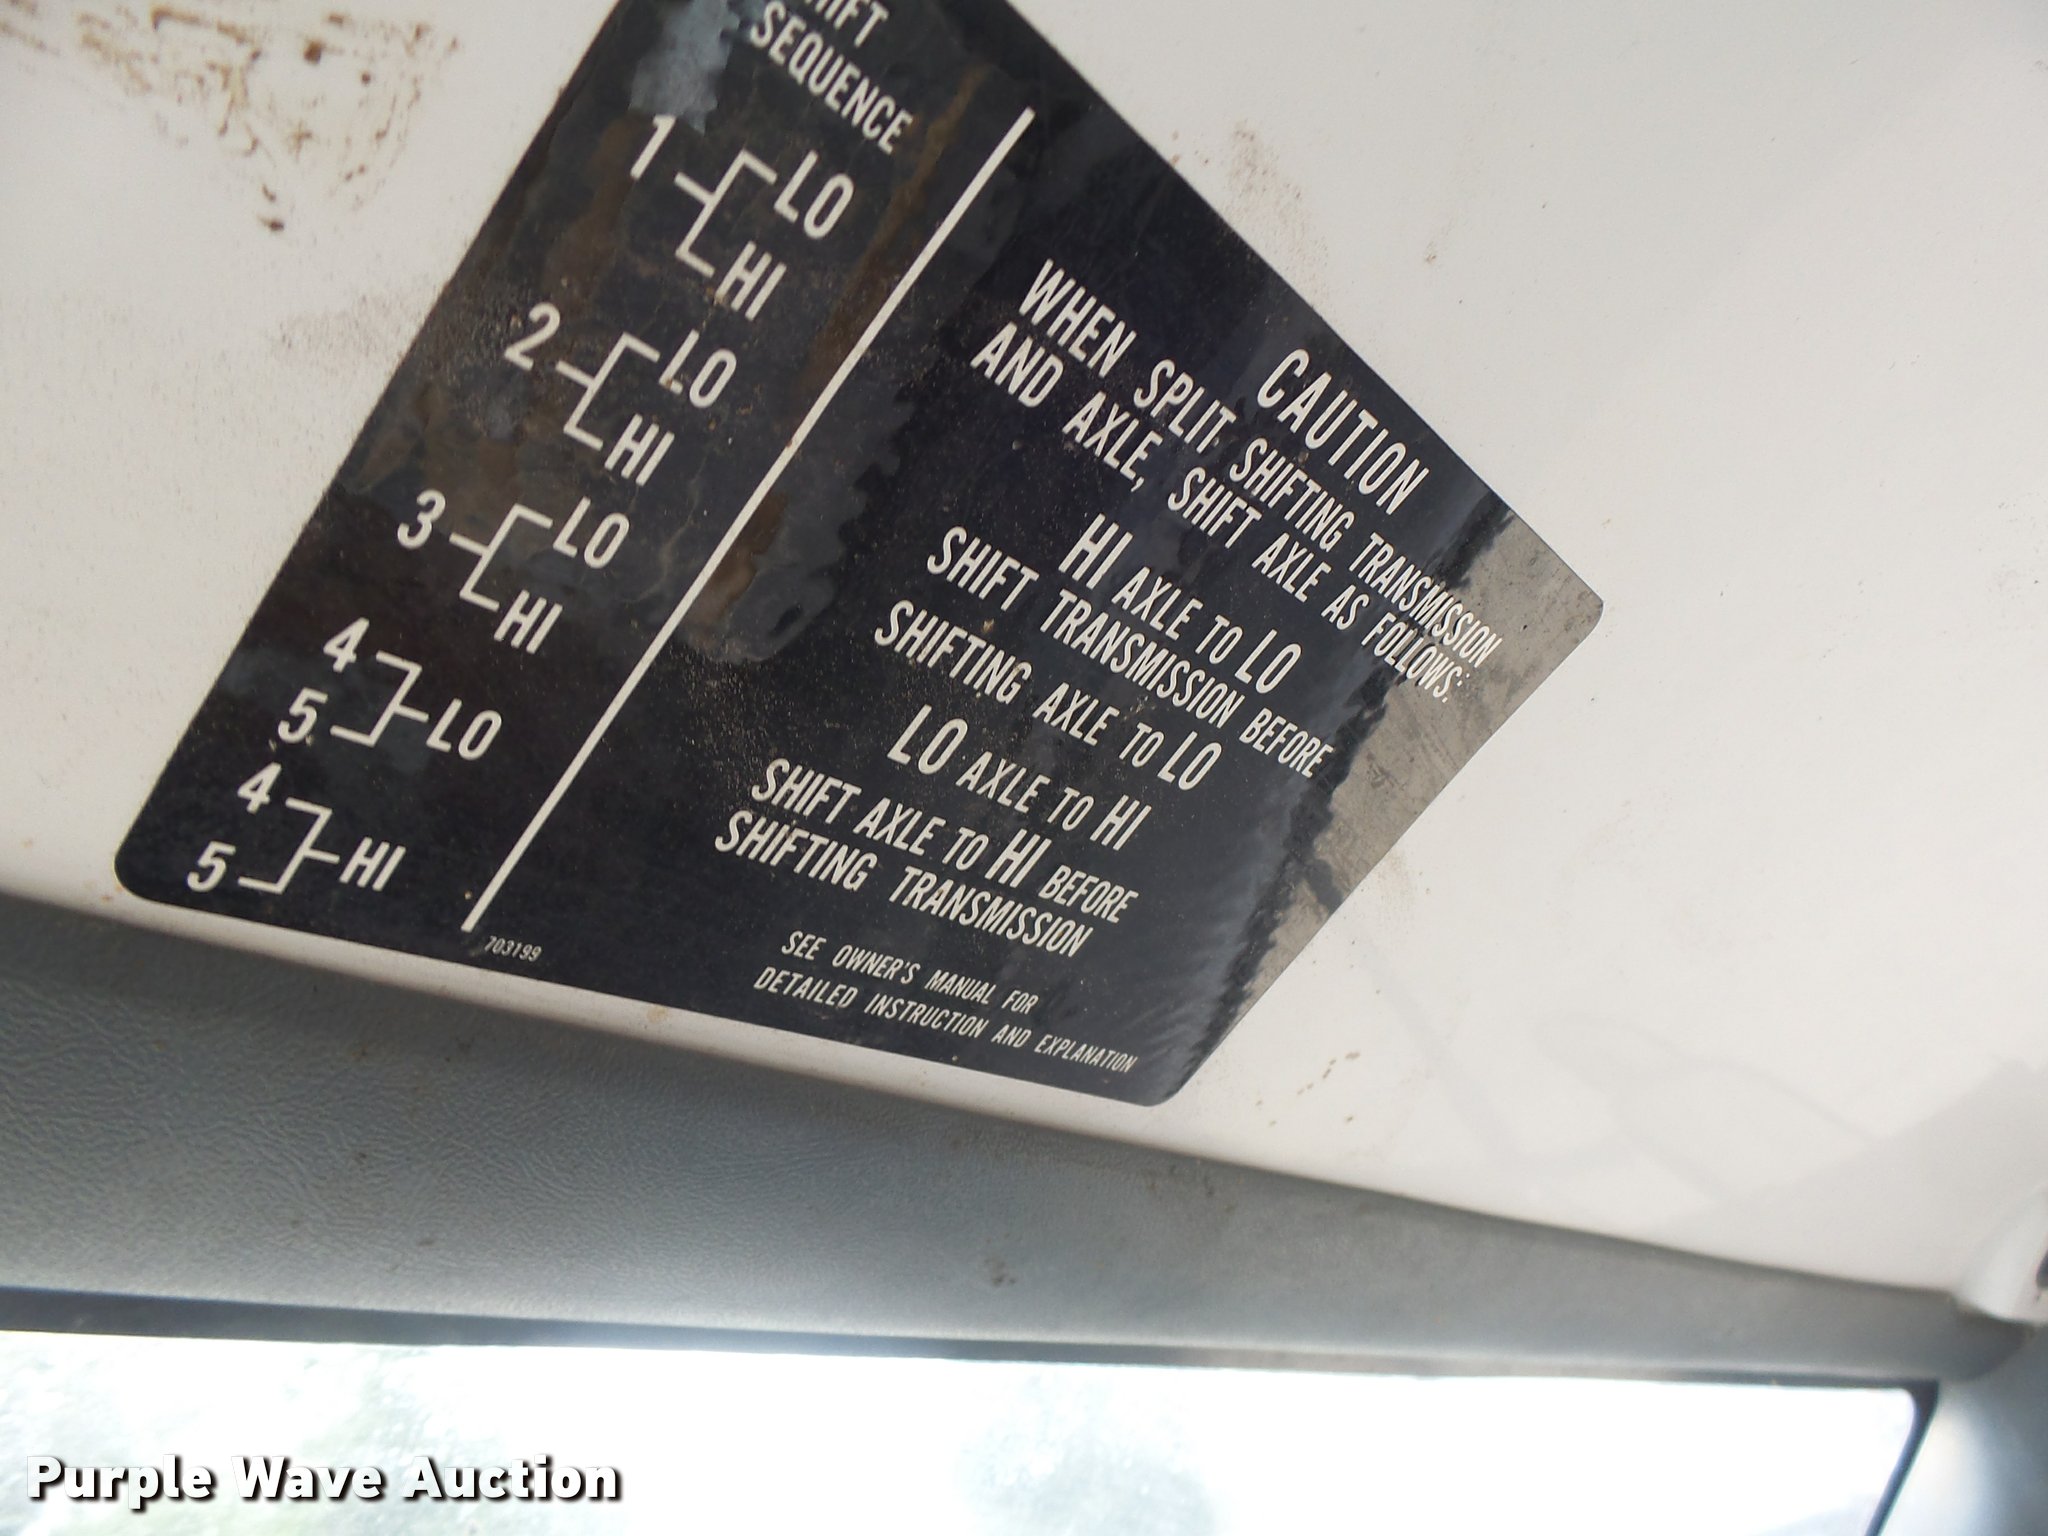 SHIFT
SEQUENCE
1 LO
HI
2 LO
HI
3 LO
HI
4
5 LO
4
5 HI
703199
CAUTION
WHEN SPLIT SHIFTING TRANSMISSION
AND AXLE, SHIFT AXLE AS FOLLOWS:
HI AXLE TO LO
SHIFT TRANSMISSION BEFORE
SHIFTING AXLE TO LO
LO AXLE TO HI
SHIFT AXLE TO HI BEFORE
SHIFTING TRANSMISSION
SEE OWNER'S MANUAL FOR
DETAILED INSTRUCTION AND EXPLANATION
Purple Wave Auction